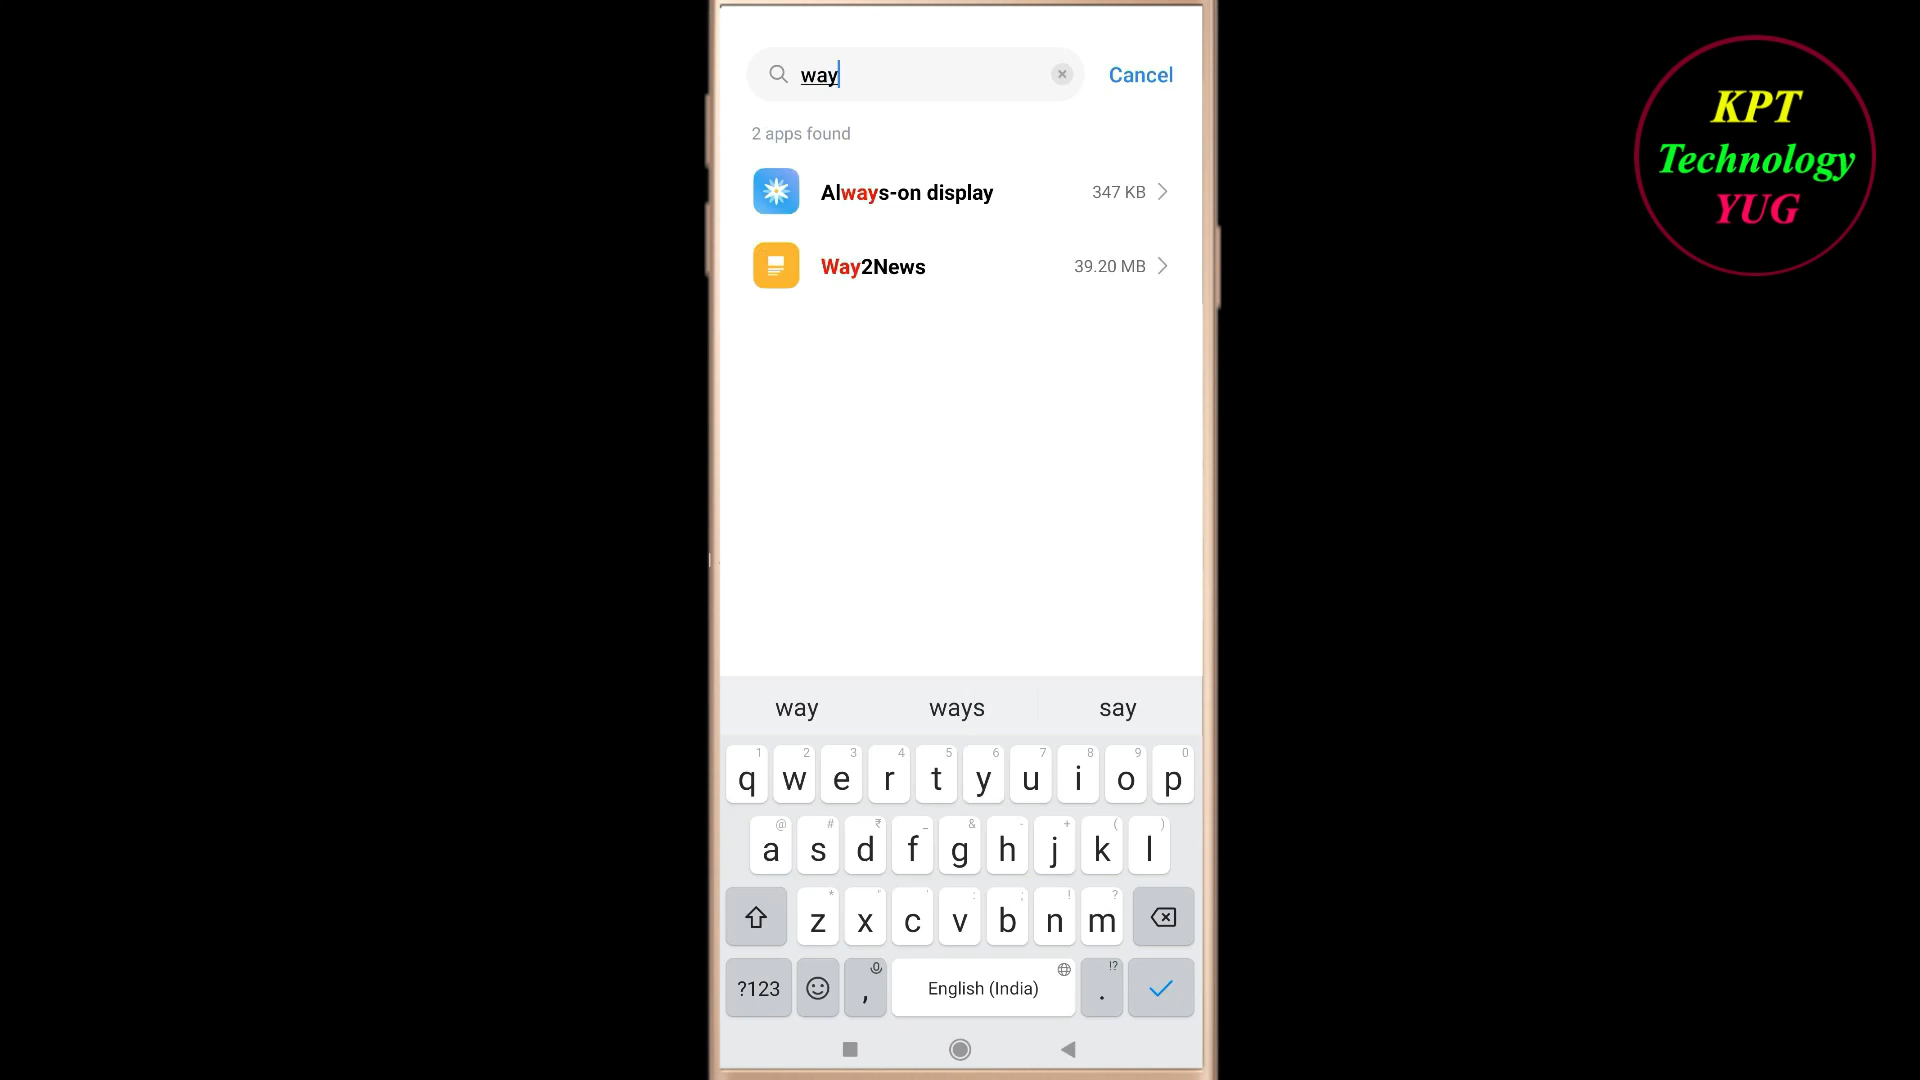 way
Cancel
2 apps found
Always-on display
347 KB
Way2News
39.20 MB
way
ways
say
1 2 3 4 5 6 7 8 9 0
q w e r t y u i o p
@ # ₹ _ & - + ( )
a s d f g h j k l
* " ' : ; ! ?
z x c v b n m
!?
?123
,
English (India)
.
KPT
Technology
YUG